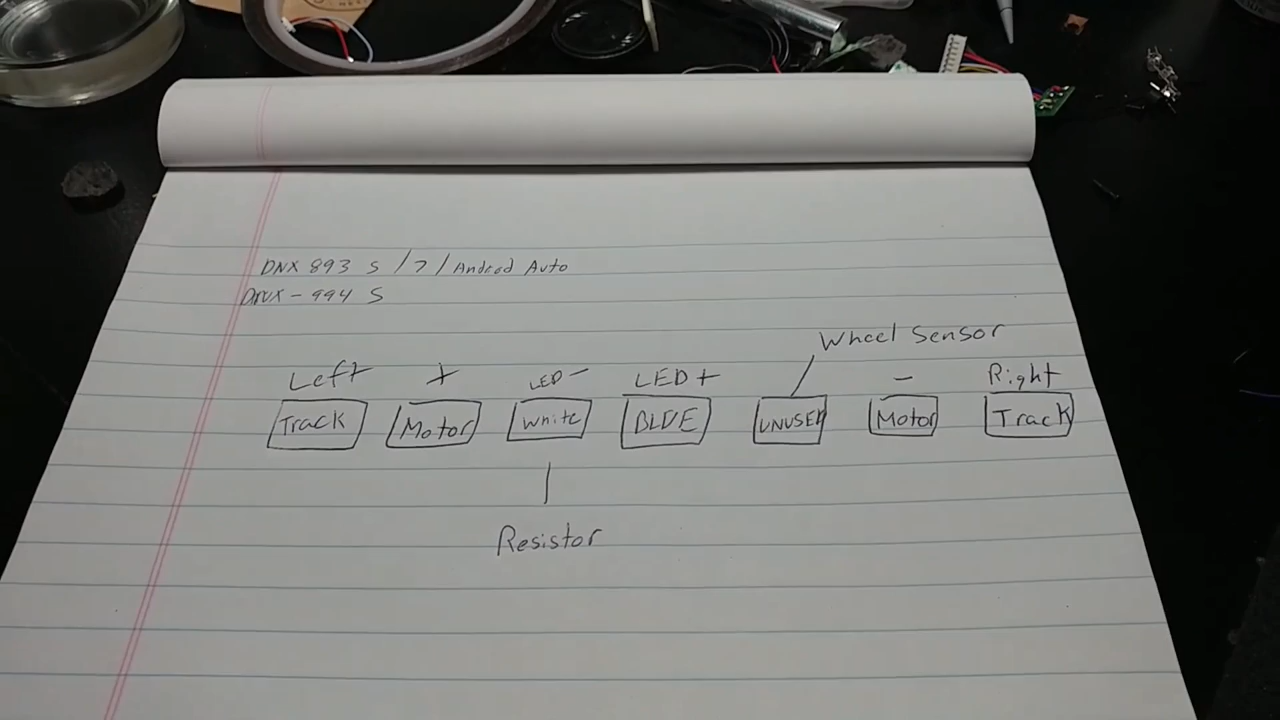 DNX 893 S / 7 / Androd Auto
DNX - 994 S
Wheel Sensor
Left + LED - LED + - Right
Track Motor White BLUE UNUSED Motor Track
Resistor